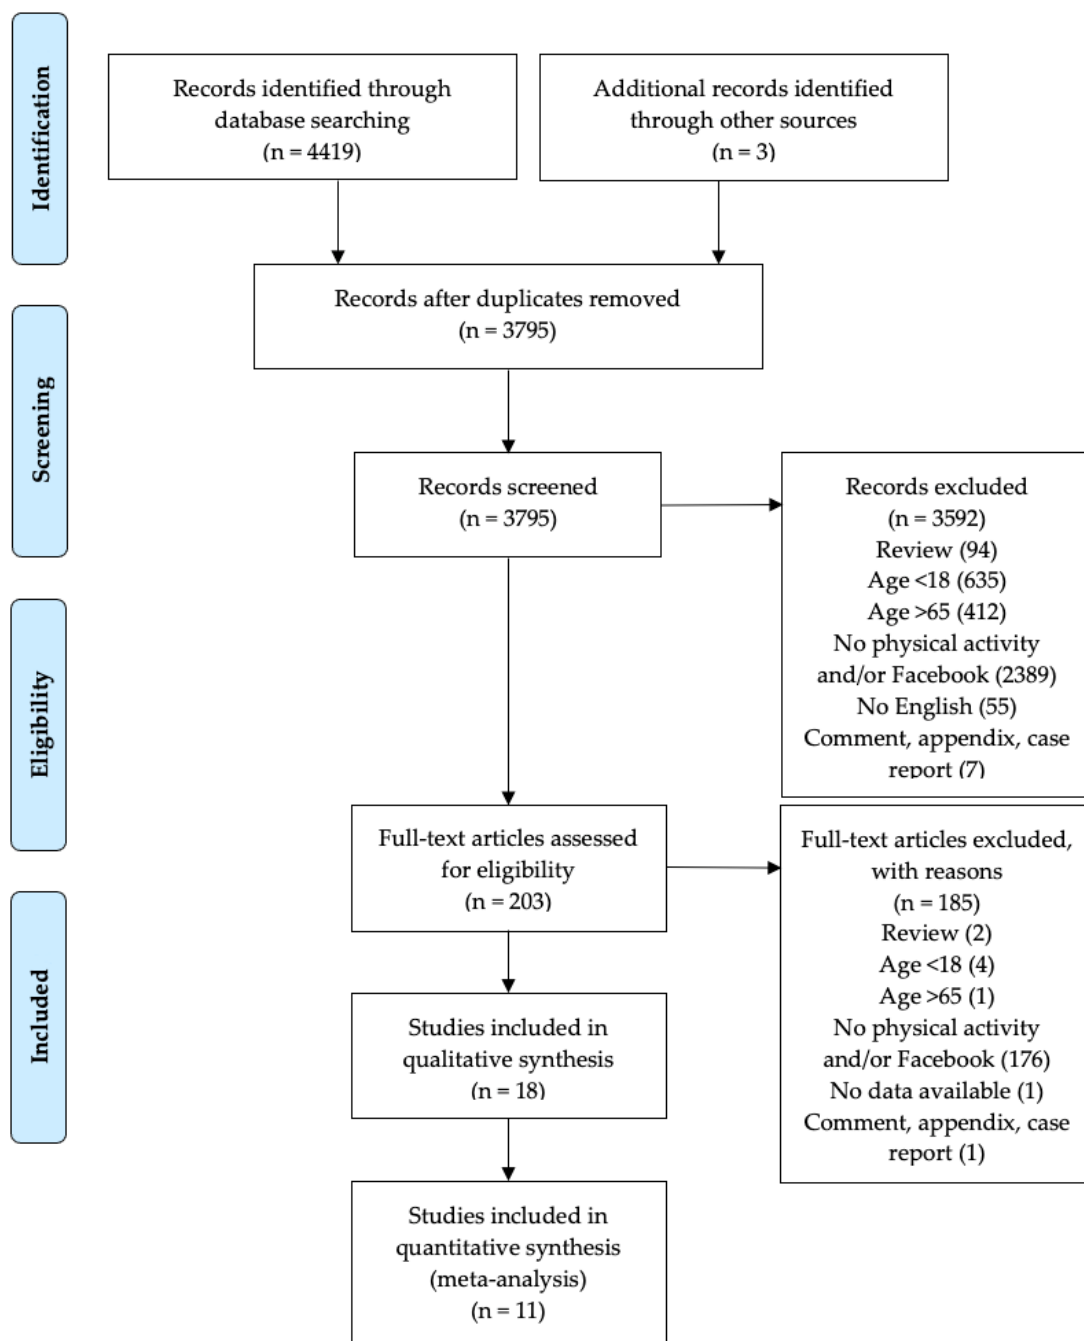 Identification
Records identified through
database searching
(n = 4419)
Additional records identified
through other sources
(n = 3)
Records after duplicates removed
(n = 3795)
Screening
Records screened
(n = 3795)
Records excluded
(n = 3592)
Review (94)
Age <18 (635)
Age >65 (412)
No physical activity
and/or Facebook (2389)
No English (55)
Comment, appendix, case
report (7)
Eligibility
Full-text articles assessed
for eligibility
(n = 203)
Full-text articles excluded,
with reasons
(n = 185)
Review (2)
Age <18 (4)
Age >65 (1)
No physical activity
and/or Facebook (176)
No data available (1)
Comment, appendix, case
report (1)
Included
Studies included in
qualitative synthesis
(n = 18)
Studies included in
quantitative synthesis
(meta-analysis)
(n = 11)